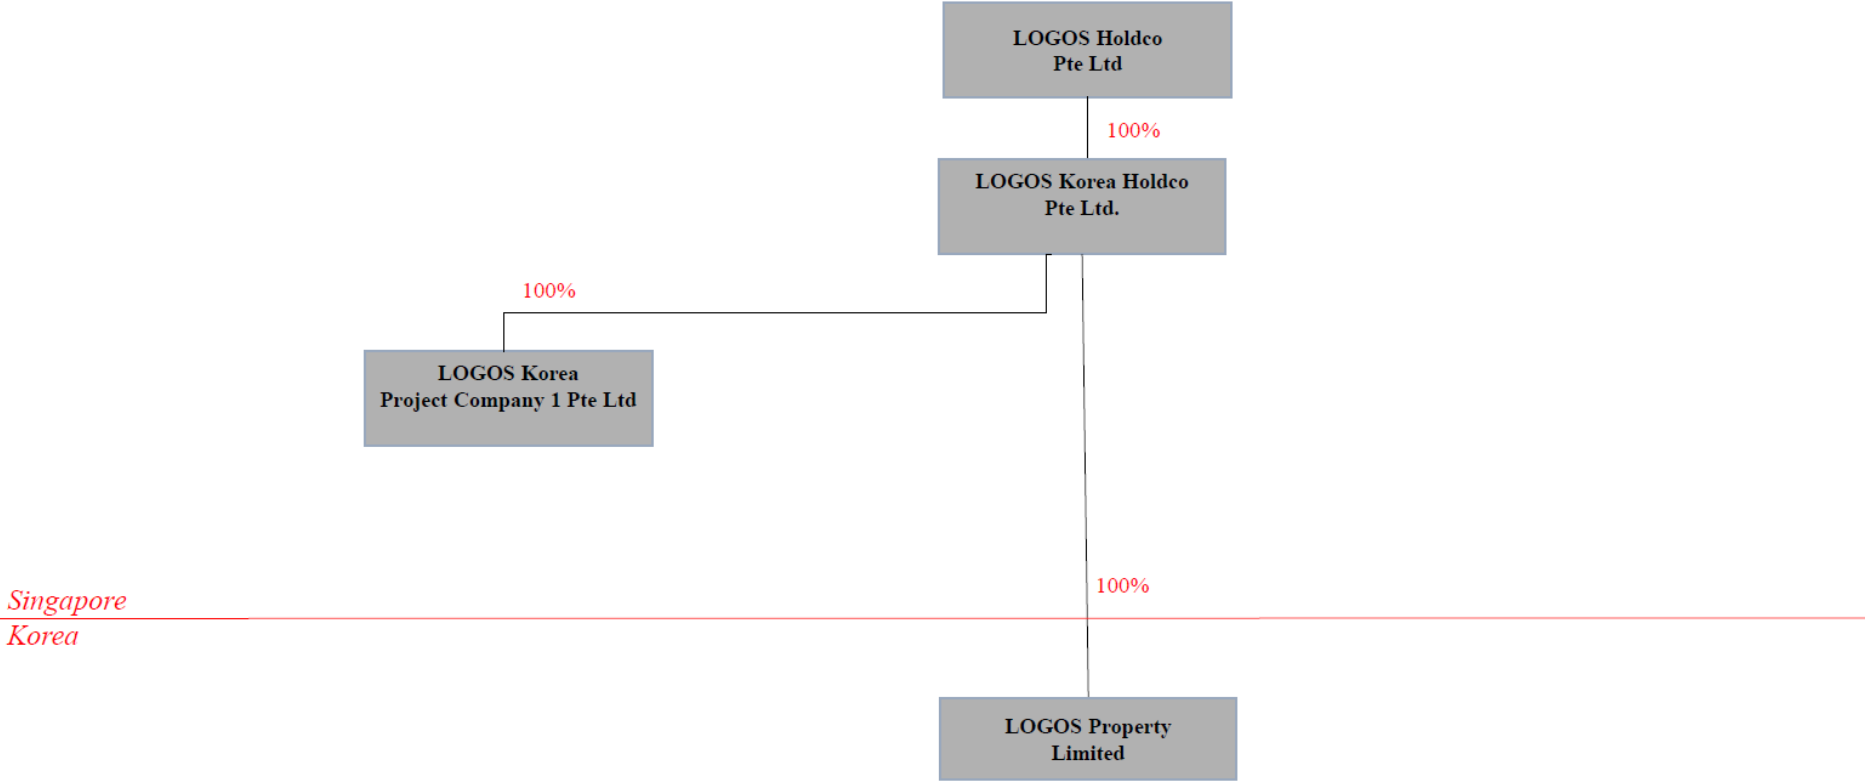 LOGOS Holdco
Pte Ltd
100%
LOGOS Korea Holdco
Pte Ltd.
100%
LOGOS Korea
Project Company 1 Pte Ltd
100%
Singapore
Korea
LOGOS Property
Limited